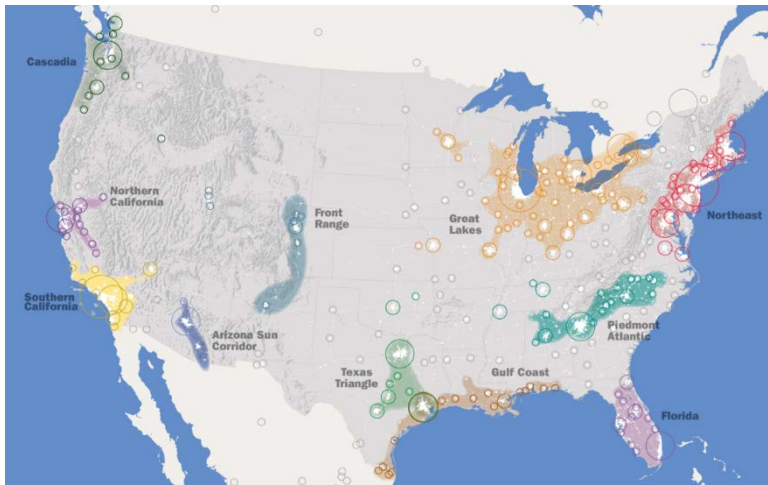 Cascadia
Northern
California
Front
Range
Great
Lakes
Northeast
Southern
California
Arizona Sun
Corridor
Piedmont
Atlantic
Texas
Triangle
Gulf Coast
Florida